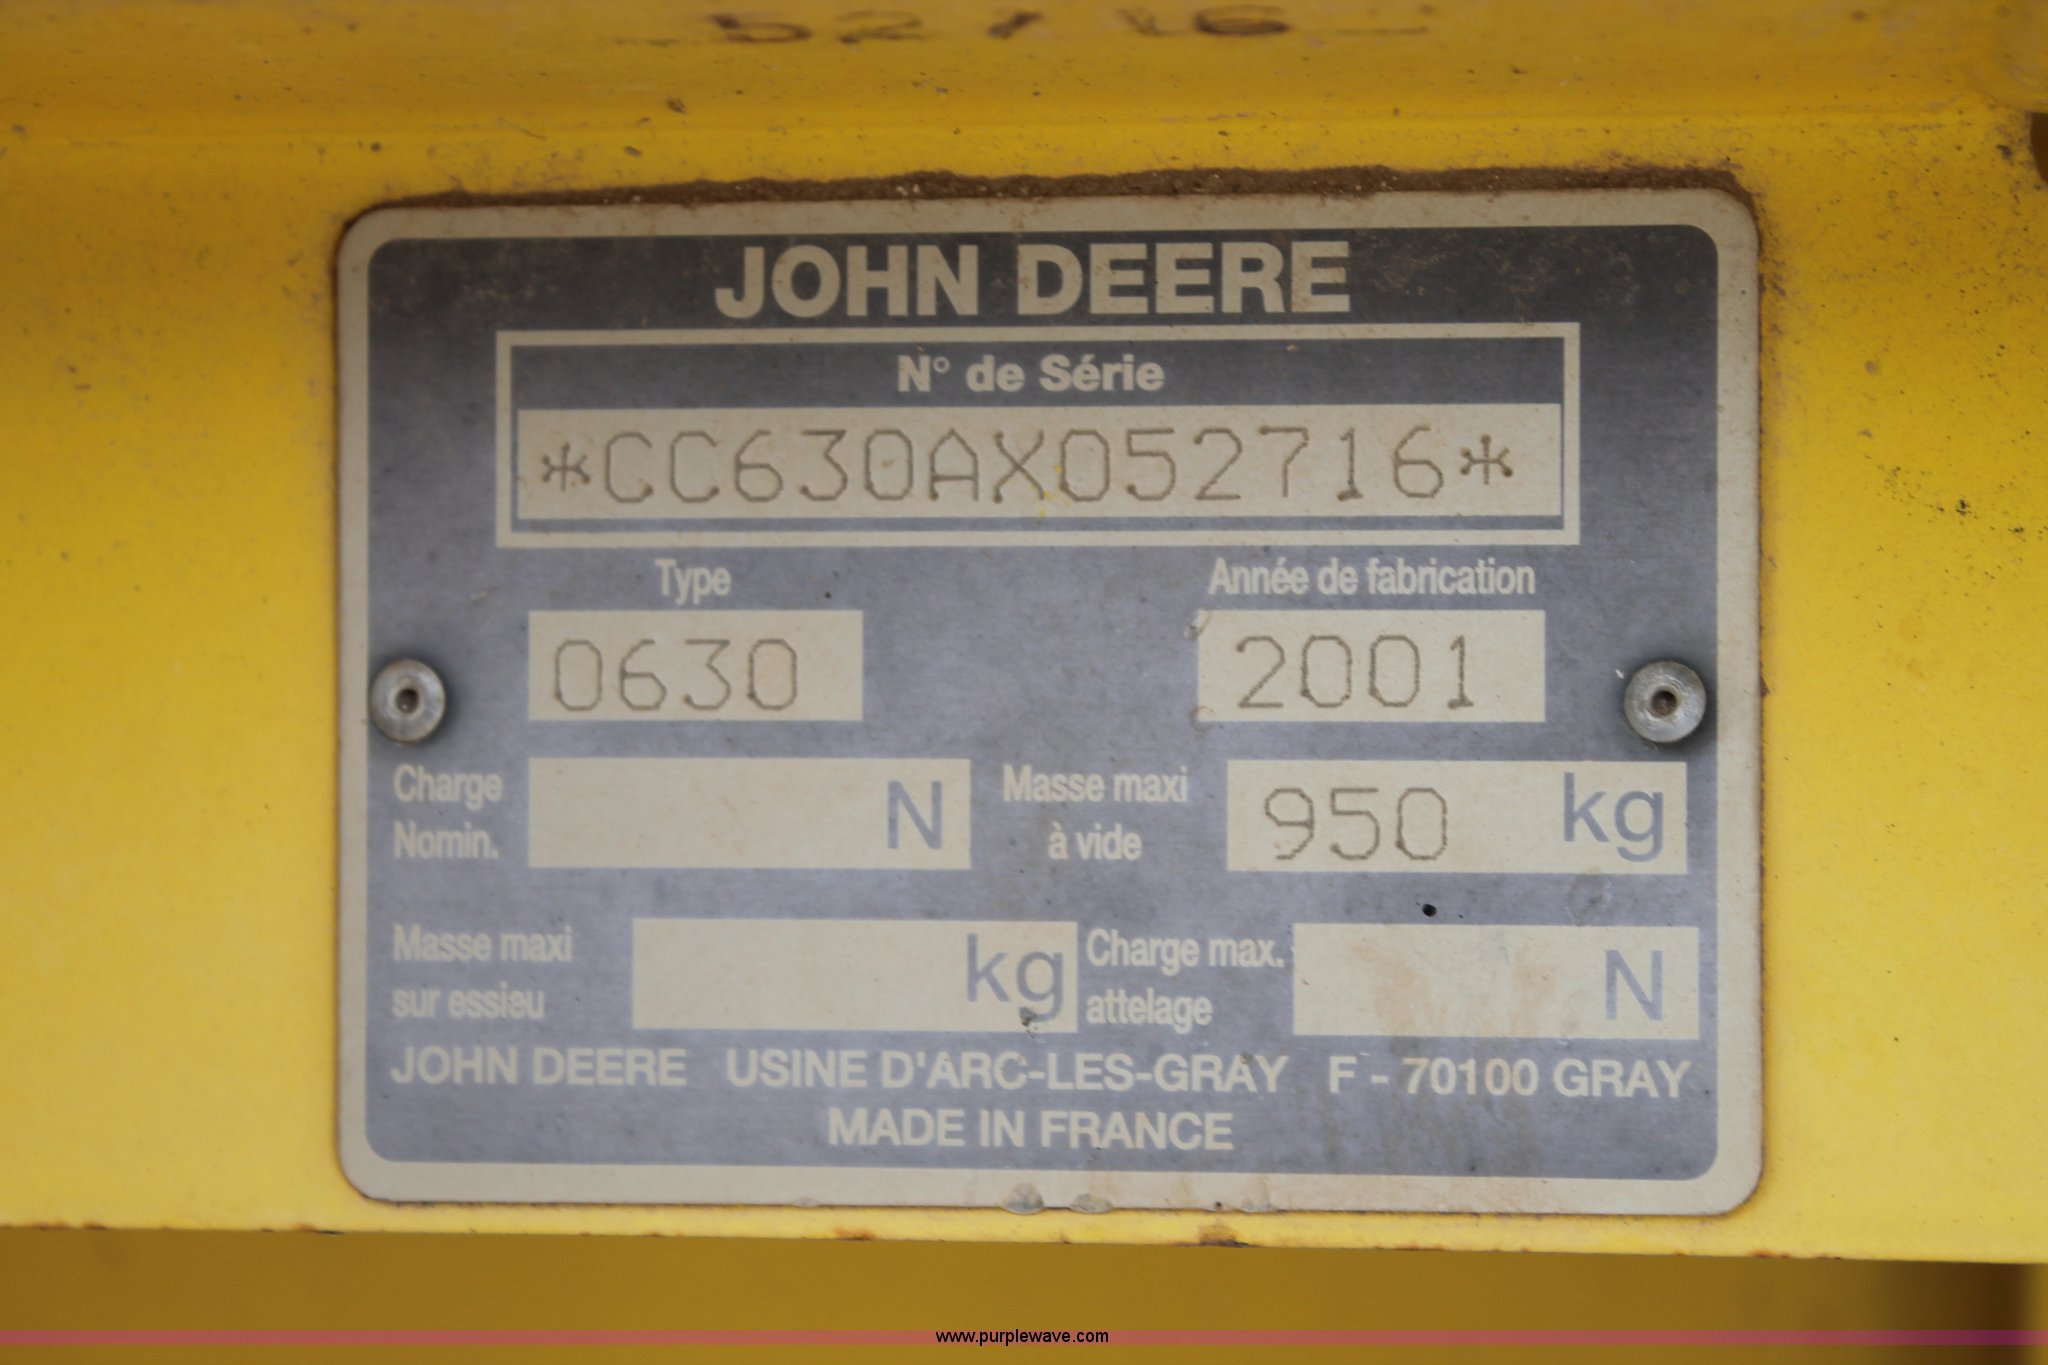 52716
JOHN DEERE
N° de Série
*CC630AX052716*
Type Année de fabrication
0630 2001
Charge Nomin. N Masse maxi à vide 950 kg
Masse maxi sur essieu kg Charge max. attelage N
JOHN DEERE USINE D'ARC-LES-GRAY F - 70100 GRAY
MADE IN FRANCE
www.purplewave.com